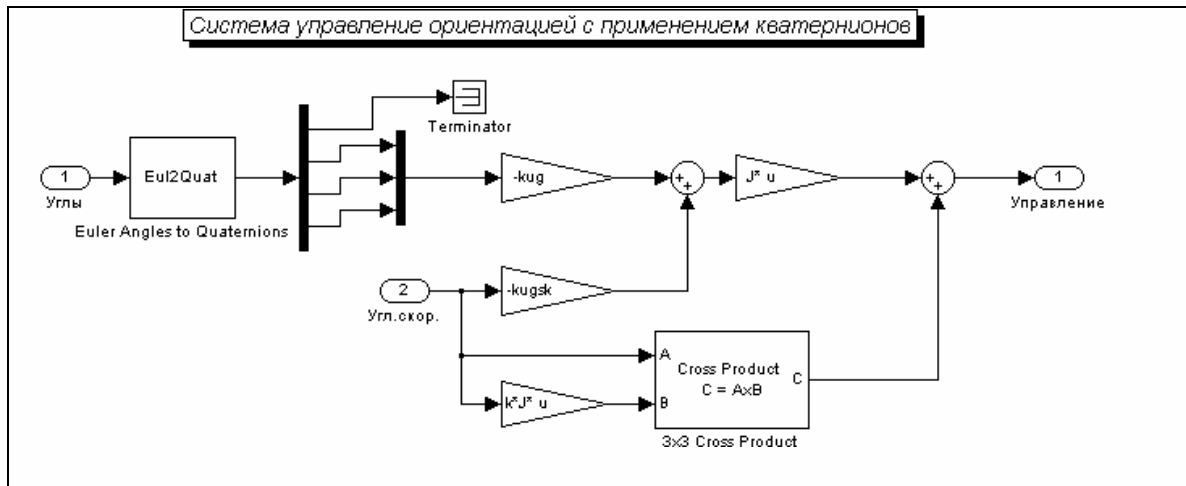 Система управление ориентацией с применением кватернионов
Terminator
1
Углы
Eul2Quat
Euler Angles to Quaternions
-kug
+
+
J* u
+
+
1
Управление
2
Угл.скор.
-kugsk
k*J* u
A
B
Cross Product
C = AxB
C
3x3 Cross Product